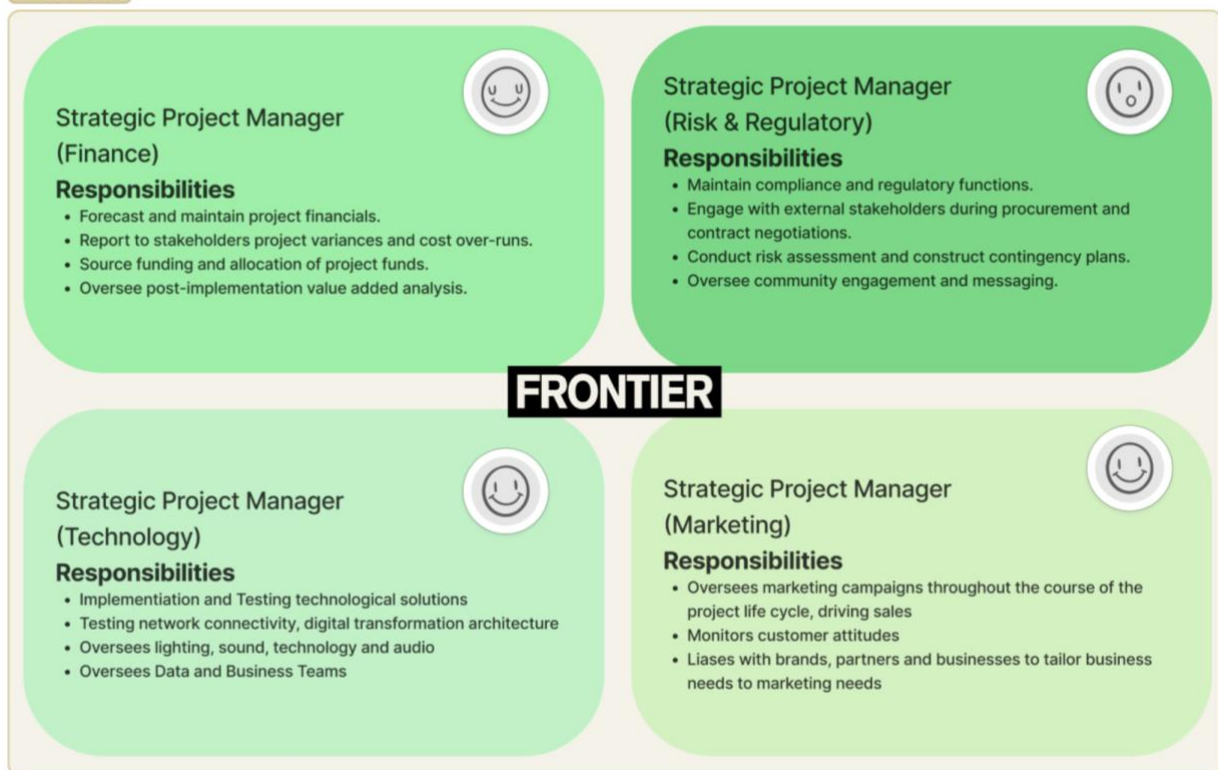 Strategic Project Manager
(Finance)
Responsibilities
• Forecast and maintain project financials.
• Report to stakeholders project variances and cost over-runs.
• Source funding and allocation of project funds.
• Oversee post-implementation value added analysis.
Strategic Project Manager
(Risk & Regulatory)
Responsibilities
• Maintain compliance and regulatory functions.
• Engage with external stakeholders during procurement and
contract negotiations.
• Conduct risk assessment and construct contingency plans.
• Oversee community engagement and messaging.
FRONTIER
Strategic Project Manager
(Technology)
Responsibilities
• Implementiation and Testing technological solutions
• Testing network connectivity, digital transformation architecture
• Oversees lighting, sound, technology and audio
• Oversees Data and Business Teams
Strategic Project Manager
(Marketing)
Responsibilities
• Oversees marketing campaigns throughout the course of the
project life cycle, driving sales
• Monitors customer attitudes
• Liases with brands, partners and businesses to tailor business
needs to marketing needs